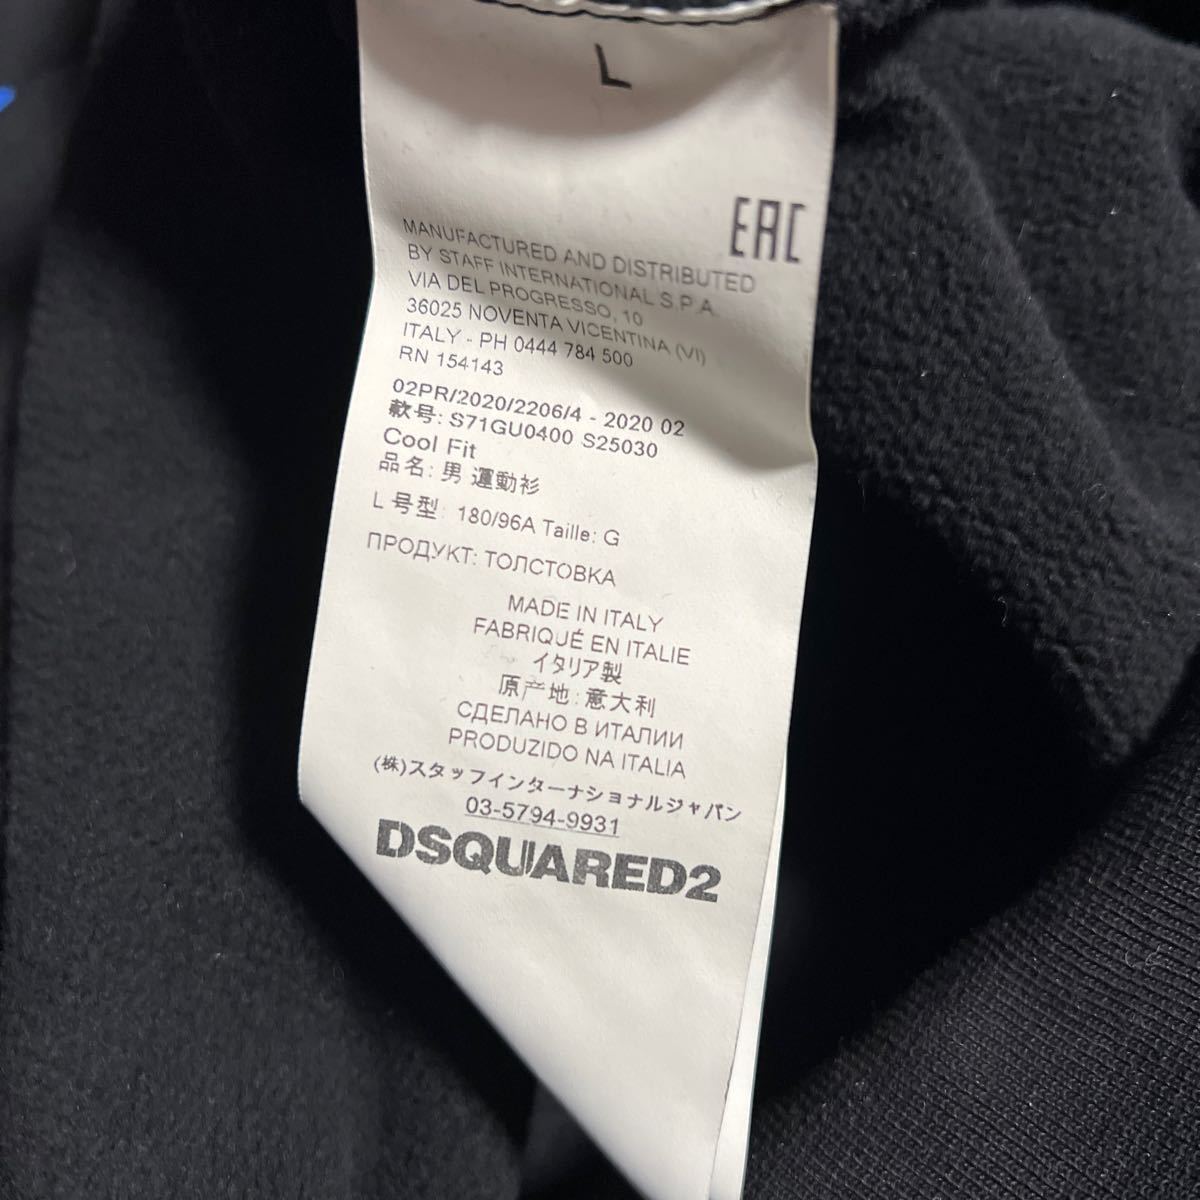 L
EAC
MANUFACTURED AND DISTRIBUTED
BY STAFF INTERNATIONAL S.P.A.
VIA DEL PROGRESSO, 10
36025 NOVENTA VICENTINA (VI)
ITALY - PH 0444 784 500
RN 154143
02PR/2020/2206/4 - 2020 02
款号: S71GU0400 S25030
Cool Fit
品名: 男 運動衫
L 号型: 180/96A Taille: G
ПРОДУКТ: ТОЛСТОВКА
MADE IN ITALY
FABRIQUÉ EN ITALIE
イタリア製
原产地: 意大利
СДЕЛАНО В ИТАЛИИ
PRODUZIDO NA ITALIA
(株)スタッフインターナショナルジャパン
03-5794-9931
DSQUARED2